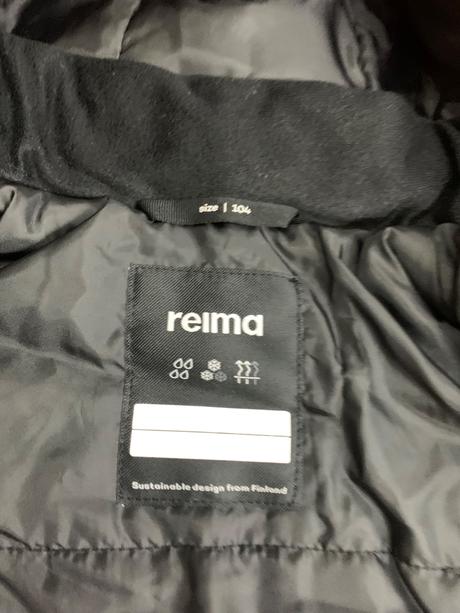 size | 104
reima
Sustainable design from Finland